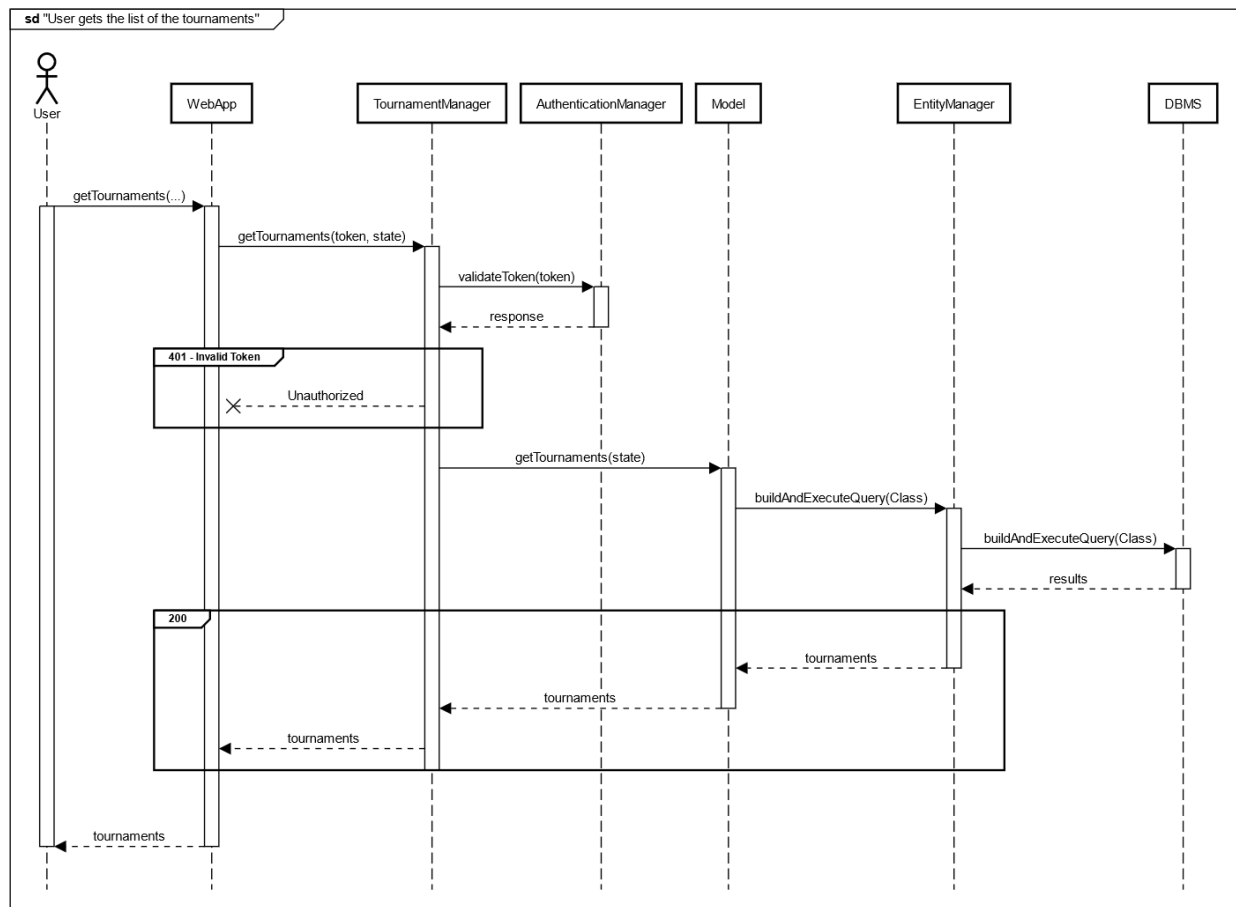 sd "User gets the list of the tournaments"
User
WebApp
TournamentManager
AuthenticationManager
Model
EntityManager
DBMS
getTournaments(...)
getTournaments(token, state)
validateToken(token)
response
401 - Invalid Token
Unauthorized
getTournaments(state)
buildAndExecuteQuery(Class)
buildAndExecuteQuery(Class)
results
200
tournaments
tournaments
tournaments
tournaments